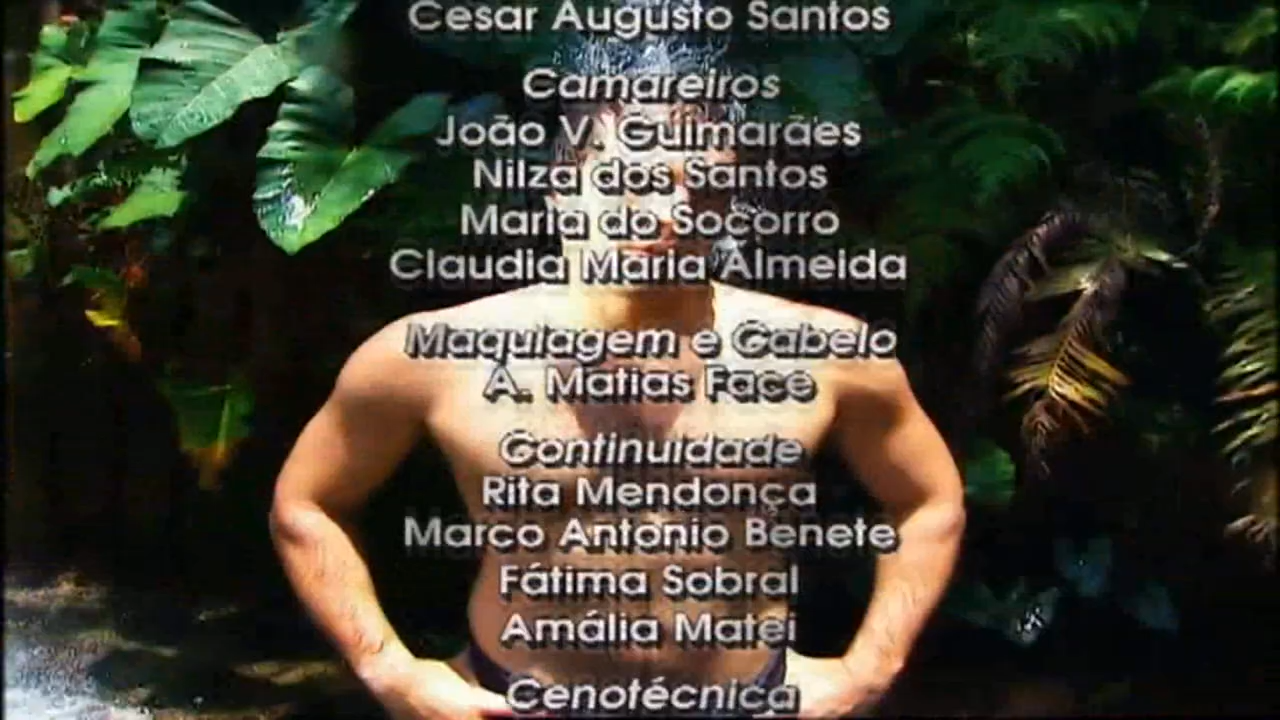 Cesar Augusto Santos
Camareiros
João V. Guimarães
Nilza dos Santos
Maria do Socorro
Claudia Maria Almeida
Maquiagem e Cabelo
A. Matias Face
Continuidade
Rita Mendonça
Marco Antonio Benete
Fátima Sobral
Amália Matei
Cenotécnica